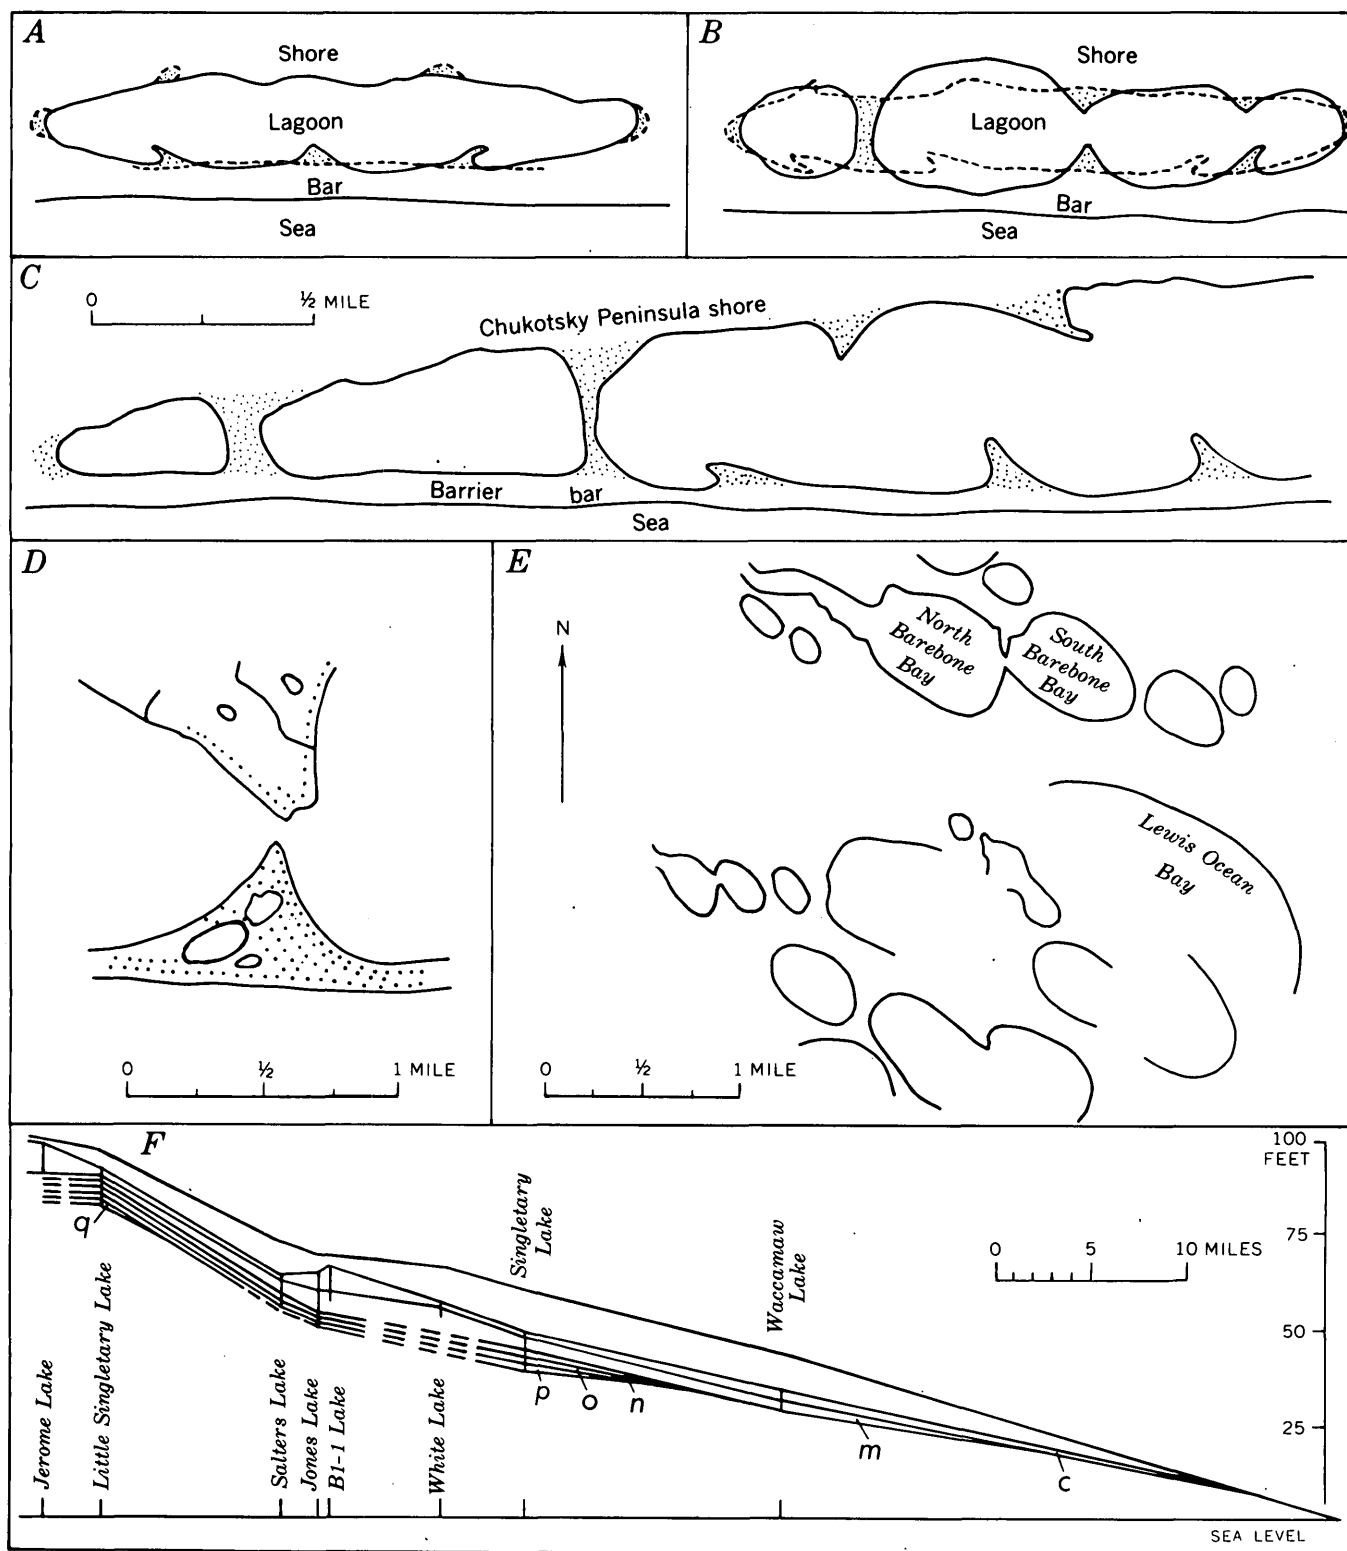 A
Shore
Lagoon
Bar
Sea
B
Shore
Lagoon
Bar
Sea
C
0 ½ MILE
Chukotsky Peninsula shore
Barrier bar
Sea
D
0 ½ 1 MILE
E
N
North
Barebone
Bay
South
Barebone
Bay
Lewis Ocean
Bay
0 ½ 1 MILE
F
100
FEET
75
50
25
0 5 10 MILES
Singletary
Lake
Waccamaw
Lake
q
p
o
n
m
c
Jerome Lake
Little Singletary Lake
Salters Lake
Jones Lake
B1-1 Lake
White Lake
SEA LEVEL